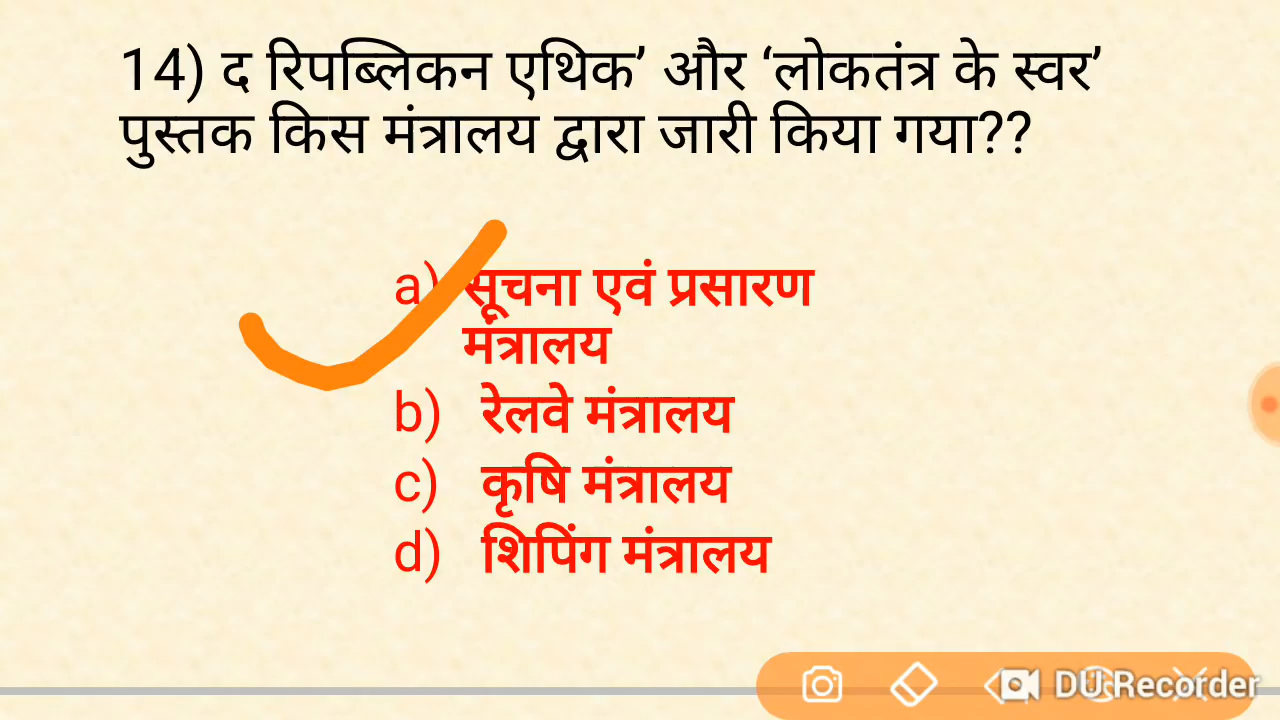 14) द रिपब्लिकन एथिक’ और ‘लोकतंत्र के स्वर’
पुस्तक किस मंत्रालय द्वारा जारी किया गया??
a) सूचना एवं प्रसारण
मंत्रालय
b) रेलवे मंत्रालय
c) कृषि मंत्रालय
d) शिपिंग मंत्रालय
DU Recorder